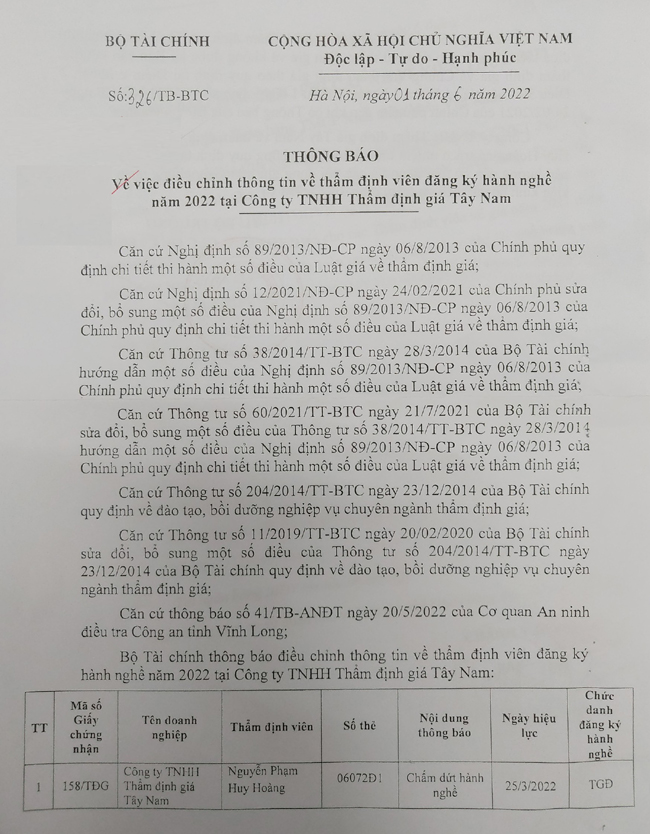 BỘ TÀI CHÍNH
CỘNG HÒA XÃ HỘI CHỦ NGHĨA VIỆT NAM
Độc lập - Tự do - Hạnh phúc
Số:326/TB-BTC
Hà Nội, ngày 01 tháng 6 năm 2022
THÔNG BÁO
Về việc điều chỉnh thông tin về thẩm định viên đăng ký hành nghề
năm 2022 tại Công ty TNHH Thẩm định giá Tây Nam
Căn cứ Nghị định số 89/2013/NĐ-CP ngày 06/8/2013 của Chính phủ quy
định chi tiết thi hành một số điều của Luật giá về thẩm định giá;
Căn cứ Nghị định số 12/2021/NĐ-CP ngày 24/02/2021 của Chính phủ sửa
đổi, bổ sung một số điều của Nghị định số 89/2013/NĐ-CP ngày 06/8/2013 của
Chính phủ quy định chi tiết thi hành một số điều của Luật giá về thẩm định giá;
Căn cứ Thông tư số 38/2014/TT-BTC ngày 28/3/2014 của Bộ Tài chính
hướng dẫn một số điều của Nghị định số 89/2013/NĐ-CP ngày 06/8/2013 của
Chính phủ quy định chi tiết thi hành một số điều của Luật giá về thẩm định giá;
Căn cứ Thông tư số 60/2021/TT-BTC ngày 21/7/2021 của Bộ Tài chính
sửa đổi, bổ sung một số điều của Thông tư số 38/2014/TT-BTC ngày 28/3/2014
hướng dẫn một số điều của Nghị định số 89/2013/NĐ-CP ngày 06/8/2013 của
Chính phủ quy định chi tiết thi hành một số điều của Luật giá về thẩm định giá;
Căn cứ Thông tư số 204/2014/TT-BTC ngày 23/12/2014 của Bộ Tài chính
quy định về đào tạo, bồi dưỡng nghiệp vụ chuyên ngành thẩm định giá;
Căn cứ Thông tư số 11/2019/TT-BTC ngày 20/02/2020 của Bộ Tài chính
sửa đổi, bổ sung một số điều của Thông tư số 204/2014/TT-BTC ngày
23/12/2014 của Bộ Tài chính quy định về đào tạo, bồi dưỡng nghiệp vụ chuyên
ngành thẩm định giá;
Căn cứ thông báo số 41/TB-ANĐT ngày 20/5/2022 của Cơ quan An ninh
điều tra Công an tỉnh Vĩnh Long;
Bộ Tài chính thông báo điều chỉnh thông tin về thẩm định viên đăng ký
hành nghề năm 2022 tại Công ty TNHH Thẩm định giá Tây Nam:
TT
Mã số
Giấy
chứng
nhận
Tên doanh
nghiệp
Thẩm định viên
Số thẻ
Nội dung
thông báo
Ngày hiệu
lực
Chức
danh
đăng ký
hành
nghề
1
158/TĐG
Công ty TNHH
Thẩm định giá
Tây Nam
Nguyễn Phạm
Huy Hoàng
06072Đ1
Chấm dứt hành
nghề
25/3/2022
TGĐ